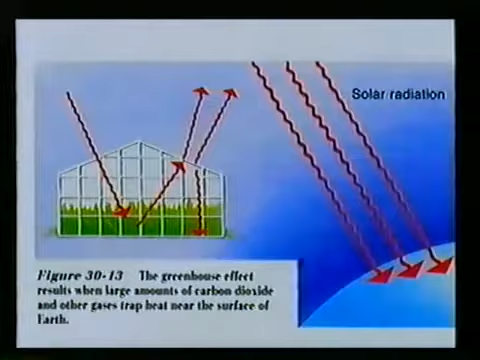 Solar radiation
Figure 30-13 The greenhouse effect
results when large amounts of carbon dioxide
and other gases trap heat near the surface of
Earth.